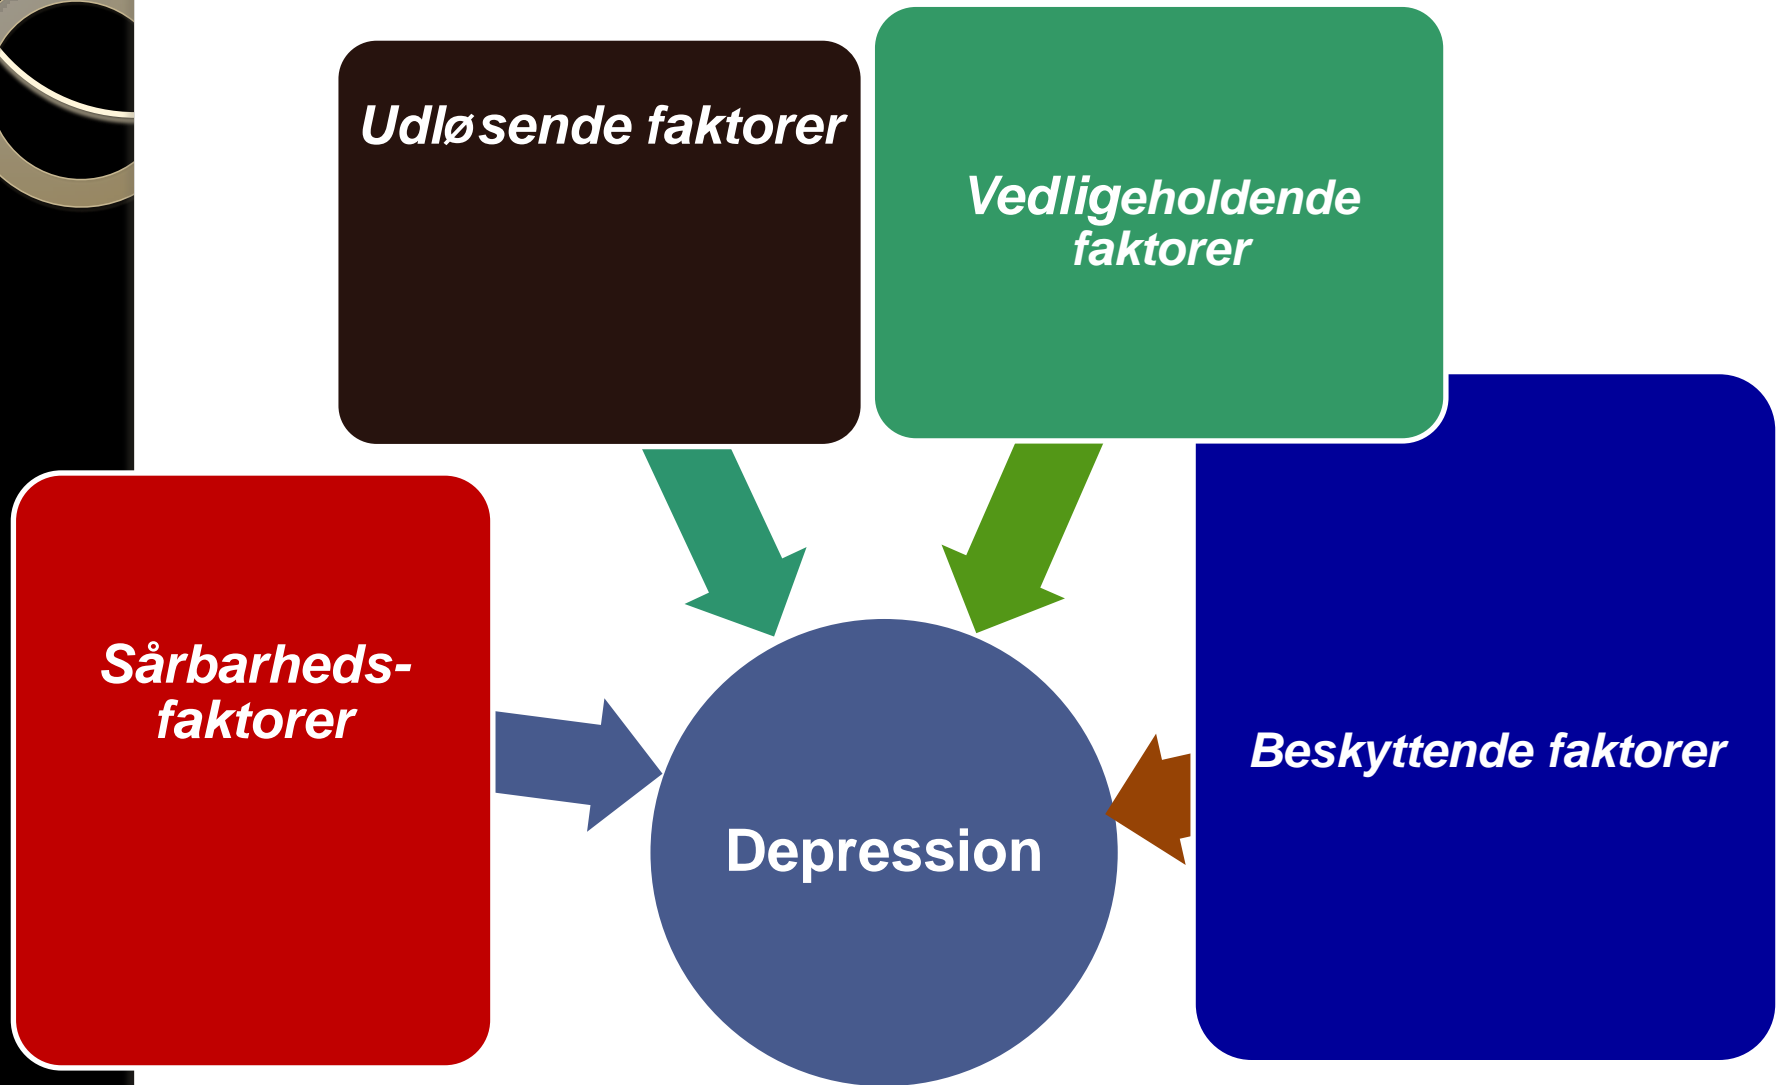 Udløsende faktorer
Vedligeholdende
faktorer
Sårbarheds-
faktorer
Beskyttende faktorer
Depression